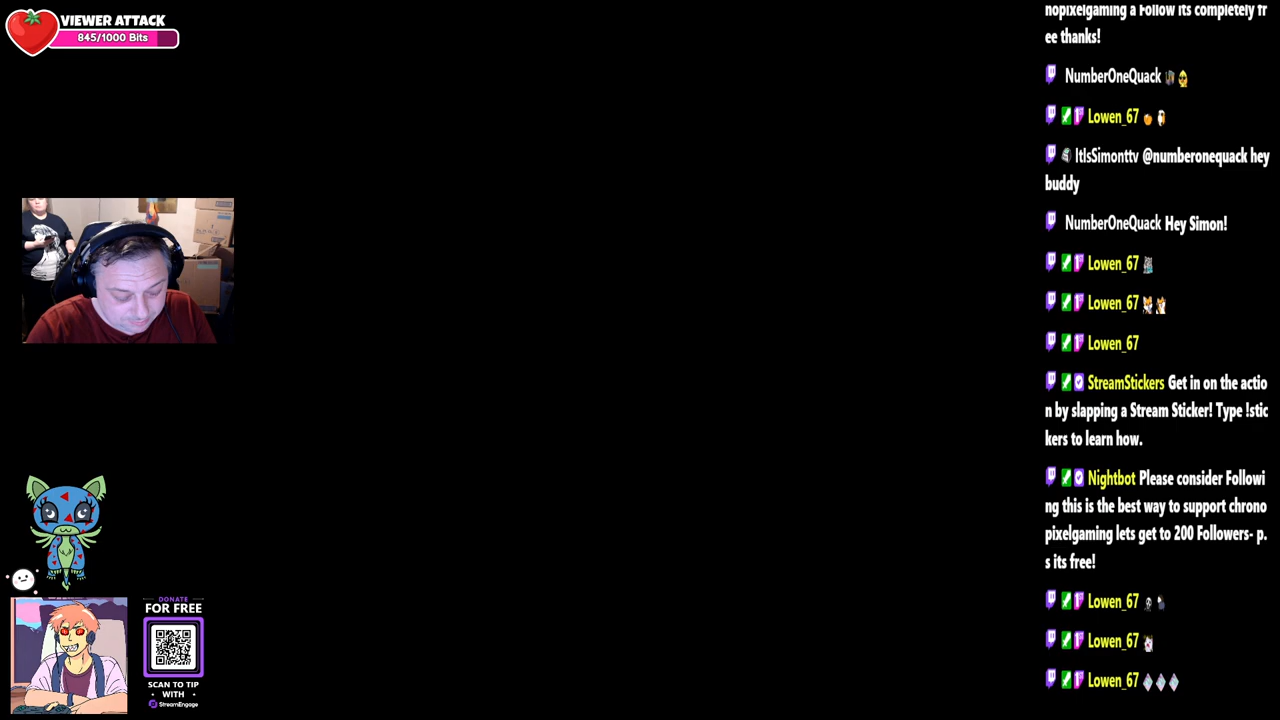 VIEWER ATTACK
845/1000 Bits
nopixelgaming a Follow its completely fr
ee thanks!
NumberOneQuack
Lowen_67
ItIsSimonttv @numberonequack hey
buddy
NumberOneQuack Hey Simon!
Lowen_67
Lowen_67
Lowen_67
StreamStickers Get in on the actio
n by slapping a Stream Sticker! Type !stic
kers to learn how.
Nightbot Please consider Followi
ng this is the best way to support chrono
pixelgaming lets get to 200 Followers- p.
s its free!
Lowen_67
Lowen_67
Lowen_67
DONATE
FOR FREE
SCAN TO TIP
• WITH •
StreamEngage